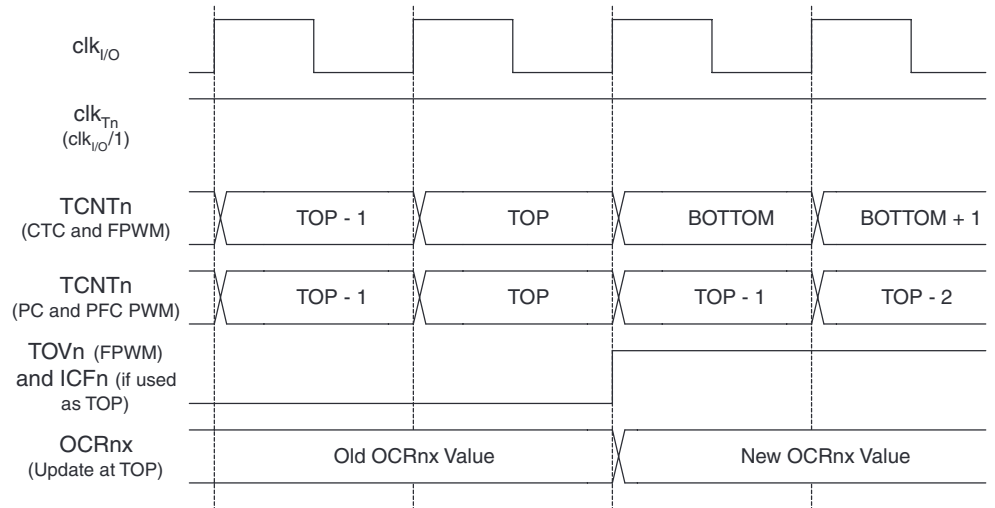 clkI/O
clkTn
(clkI/O/1)
TCNTn
(CTC and FPWM)
TOP - 1
TOP
BOTTOM
BOTTOM + 1
TCNTn
(PC and PFC PWM)
TOP - 1
TOP
TOP - 1
TOP - 2
TOVn (FPWM)
and ICFn (if used
as TOP)
OCRnx
(Update at TOP)
Old OCRnx Value
New OCRnx Value